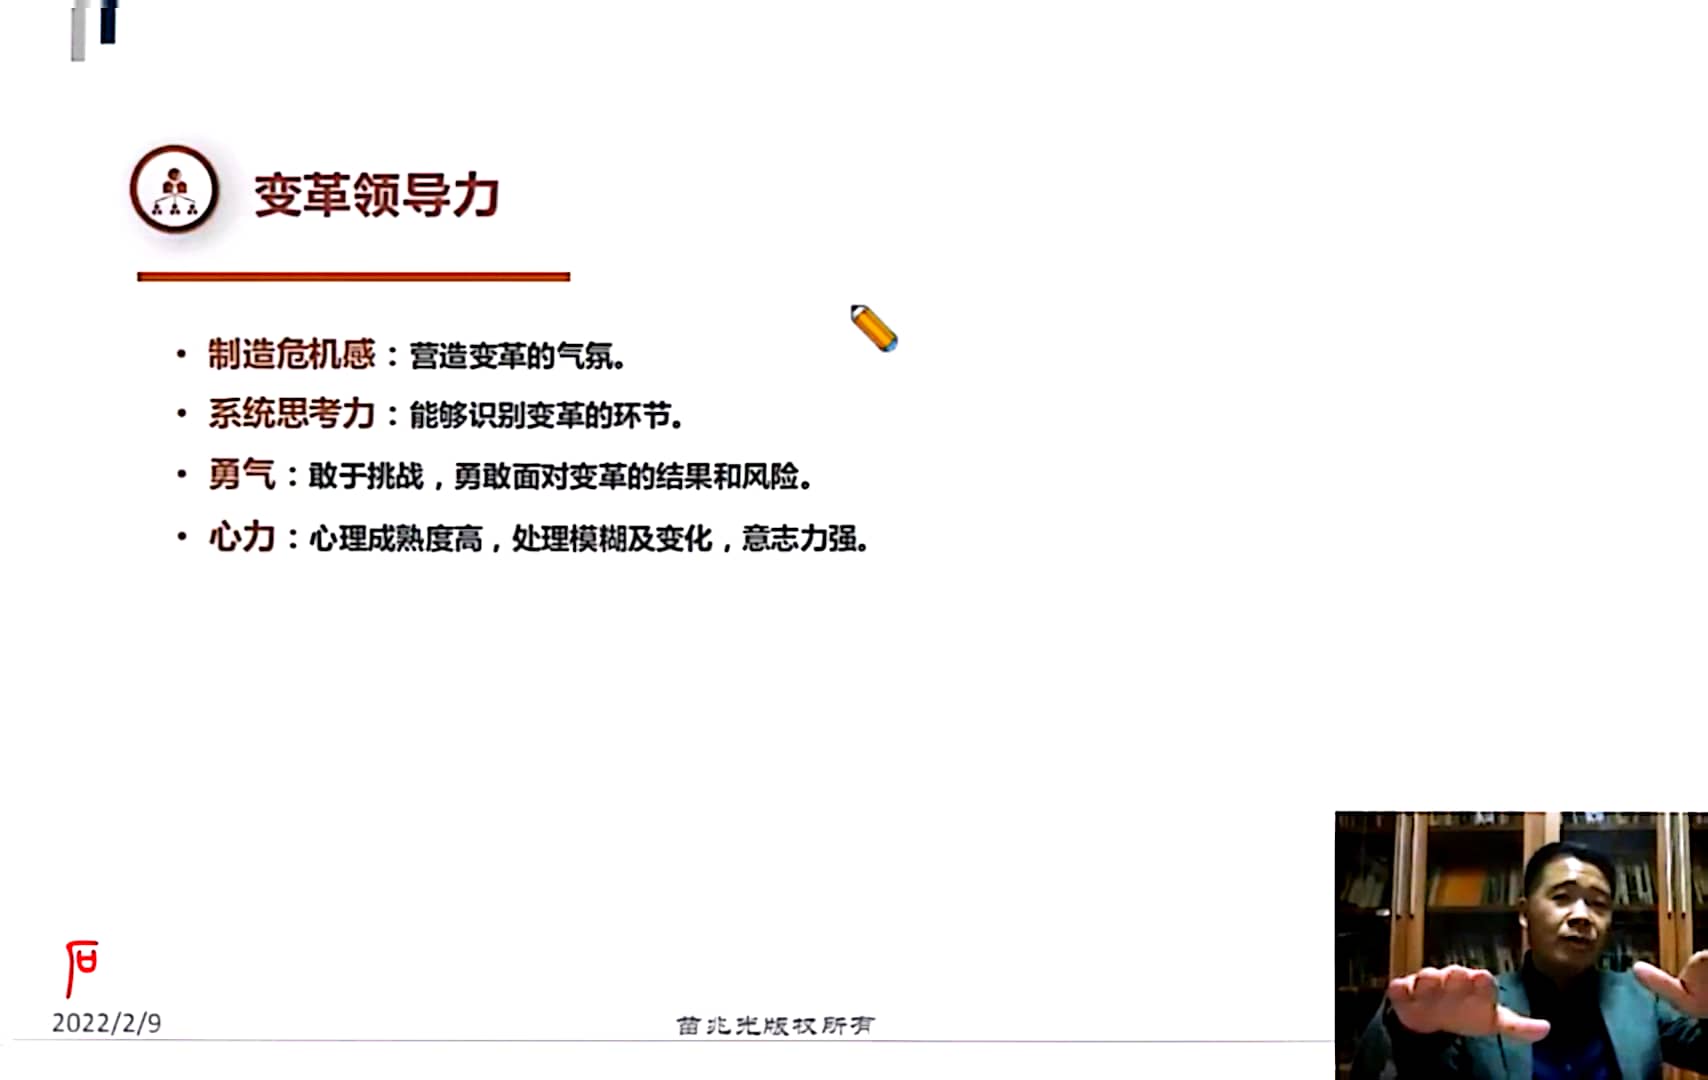 变革领导力
• 制造危机感：营造变革的气氛。
• 系统思考力：能够识别变革的环节。
• 勇气：敢于挑战，勇敢面对变革的结果和风险。
• 心力：心理成熟度高，处理模糊及变化，意志力强。
2022/2/9
苗兆光版权所有